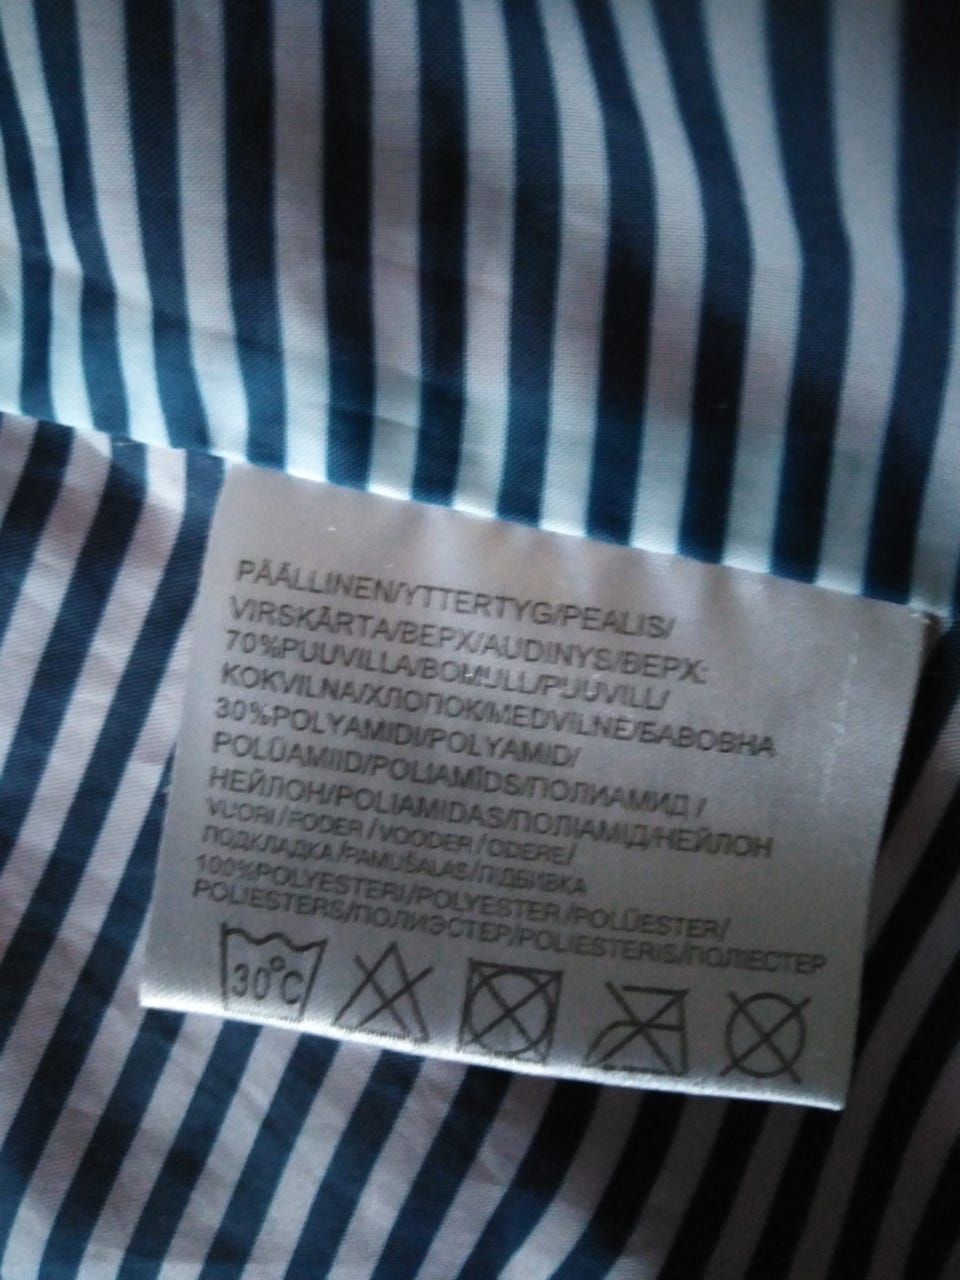 PÄÄLLINEN/YTTERTYG/PEALIS/
VIRSKĀRTA/ВЕРХ/AUDINYS/ВЕРХ:
70%PUUVILLA/BOMULL/PUUVILL/
KOKVILNA/ХЛОПОК/MEDVILNĖ/БАВОВНА
30%POLYAMIDI/POLYAMID/
POLÜAMIID/POLIAMĪDS/ПОЛИАМИД /
НЕЙЛОН/POLIAMIDAS/ПОЛІАМІД/НЕЙЛОН
VUORI/FODER/VOODER/ODERE/
ПОДКЛАДКА/PAMUŠALAS/ПІДБИВКА
100%POLYESTERI/POLYESTER/POLÜESTER/
POLIESTERS/ПОЛИЭСТЕР/POLIESTERIS/ПОЛІЕСТЕР
30°C